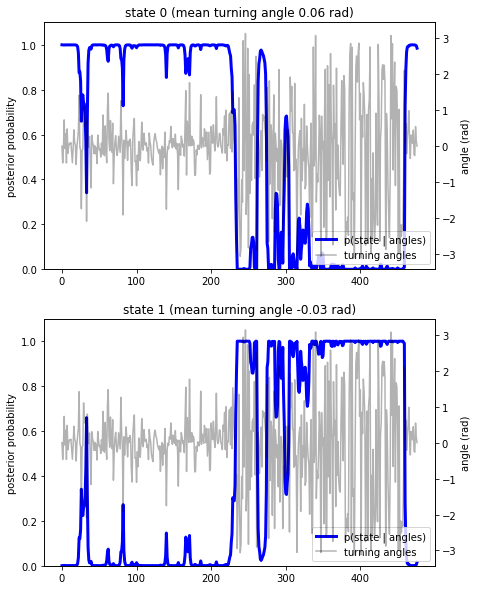 state 0 (mean turning angle 0.06 rad)
1.0
0.8
0.6
0.4
0.2
0.0
posterior probability
3
2
1
0
−1
−2
−3
angle (rad)
p(state | angles)
turning angles
0 100 200 300 400
state 1 (mean turning angle -0.03 rad)
1.0
0.8
0.6
0.4
0.2
0.0
posterior probability
3
2
1
0
−1
−2
−3
angle (rad)
p(state | angles)
turning angles
0 100 200 300 400